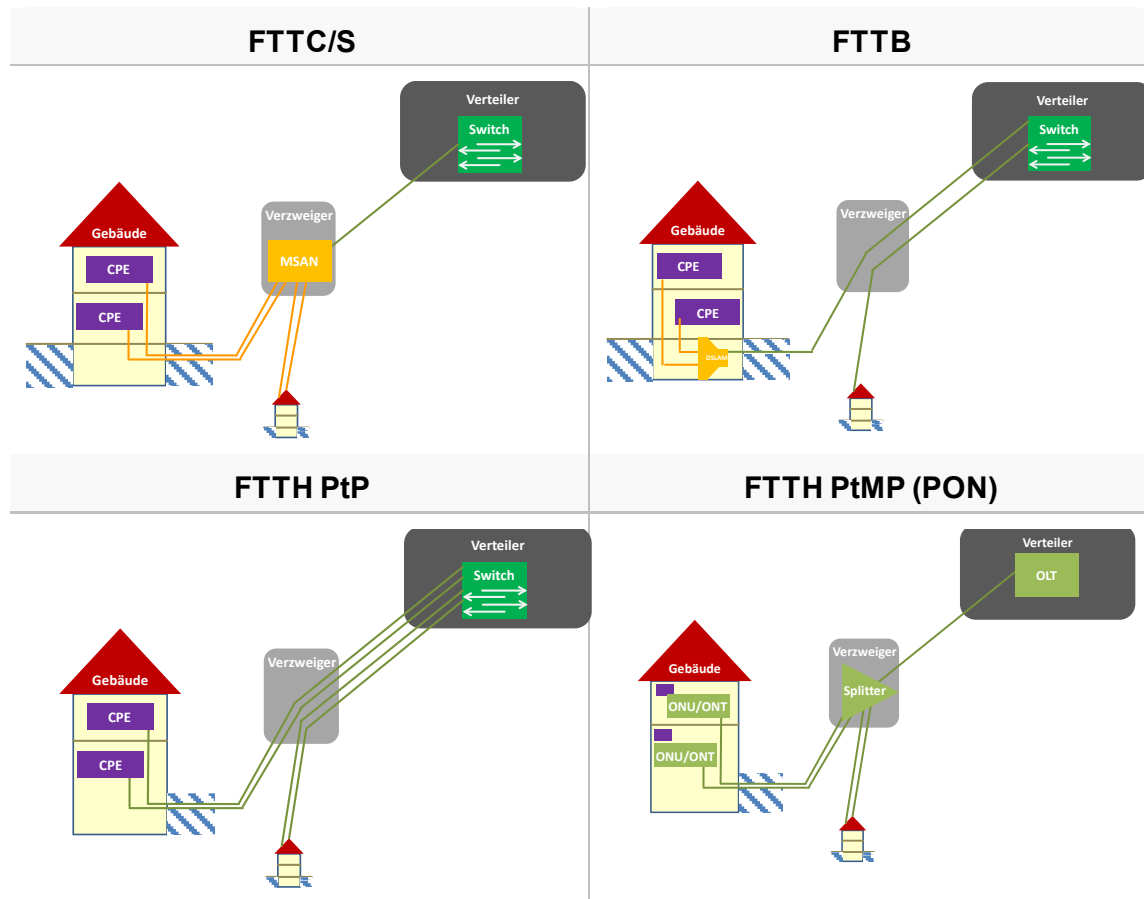 FTTC/S
FTTB
Verteiler
Switch
Verzweiger
MSAN
Gebäude
CPE
CPE
Verteiler
Switch
Verzweiger
Gebäude
CPE
CPE
DSLAM
FTTH PtP
FTTH PtMP (PON)
Verteiler
Switch
Verzweiger
Gebäude
CPE
CPE
Verteiler
OLT
Verzweiger
Splitter
Gebäude
ONU/ONT
ONU/ONT